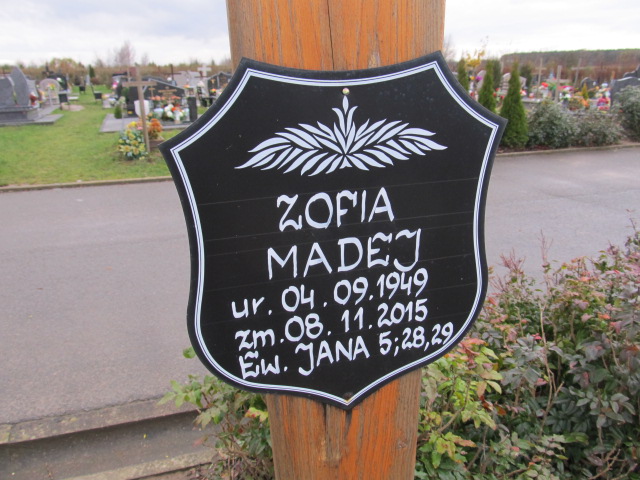 ZOFIA
MADEJ
ur. 04.09.1949
zm. 08.11.2015
Ew. JANA 5;28,29